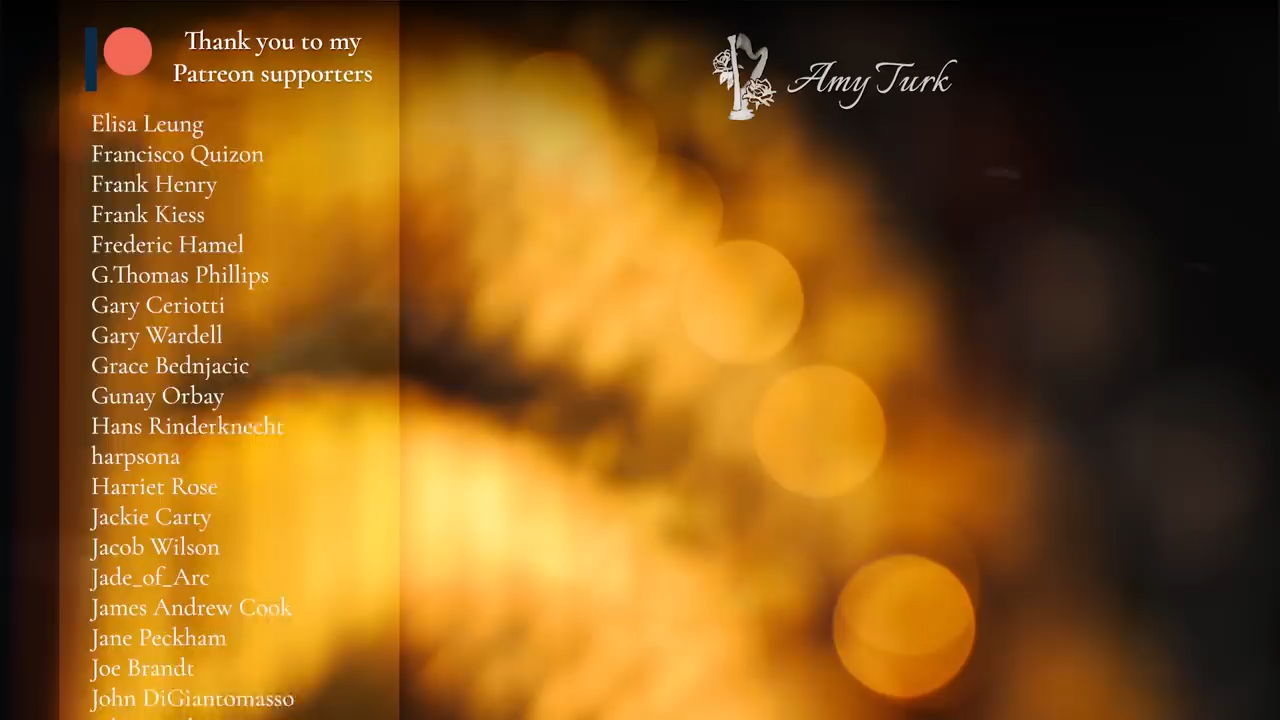 Thank you to my
Patreon supporters
Amy Turk
Elisa Leung
Francisco Quizon
Frank Henry
Frank Kiess
Frederic Hamel
G.Thomas Phillips
Gary Ceriotti
Gary Wardell
Grace Bednjacic
Gunay Orbay
Hans Rinderknecht
harpsona
Harriet Rose
Jackie Carty
Jacob Wilson
Jade_of_Arc
James Andrew Cook
Jane Peckham
Joe Brandt
John DiGiantomasso